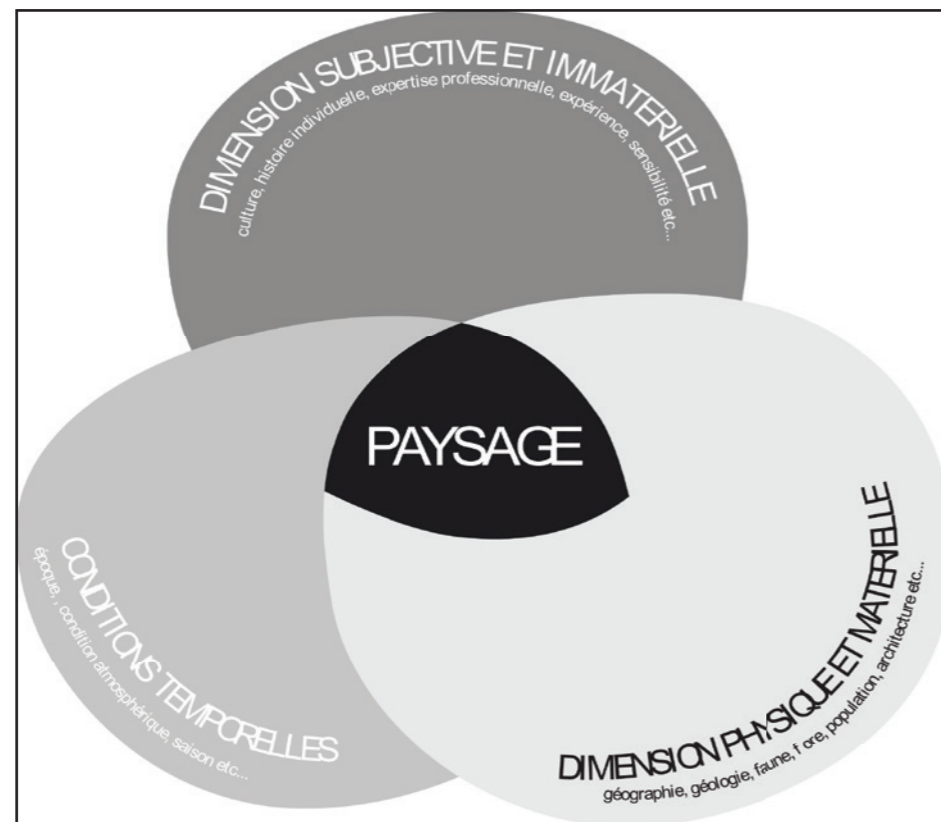 DIMENSION SUBJECTIVE ET IMMATERIELLE
culture, histoire individuelle, expertise professionnelle, expérience, sensibilité etc...
PAYSAGE
CONDITIONS TEMPORELLES
époque, , condition atmosphérique, saison etc...
DIMENSION PHYSIQUE ET MATERIELLE
géographie, géologie, faune, f ore, population, architecture etc...